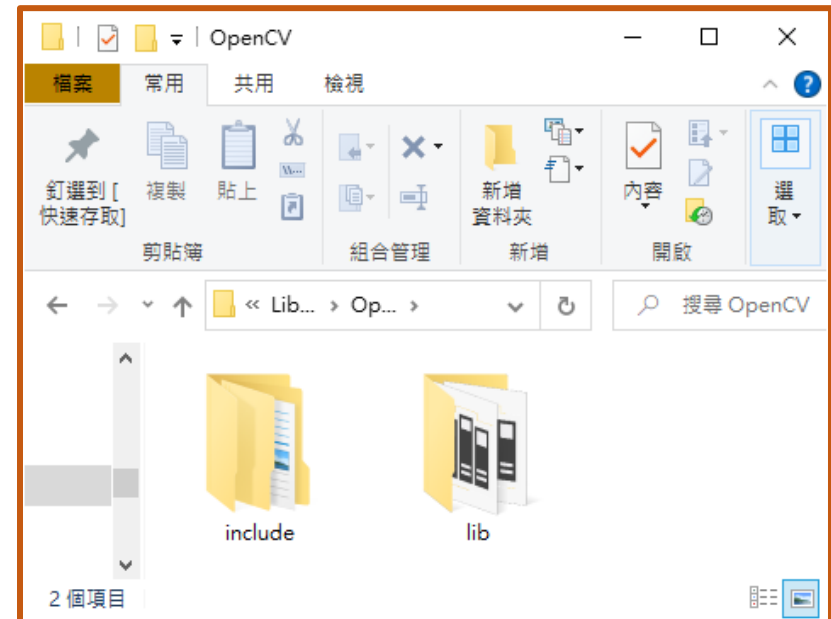 OpenCV
檔案 常用 共用 檢視
釘選到 [
快速存取]
複製
貼上
新增
資料夾
內容
選
取
剪貼簿 組合管理 新增 開啟
« Lib... › Op... › 搜尋 OpenCV
include lib
2 個項目